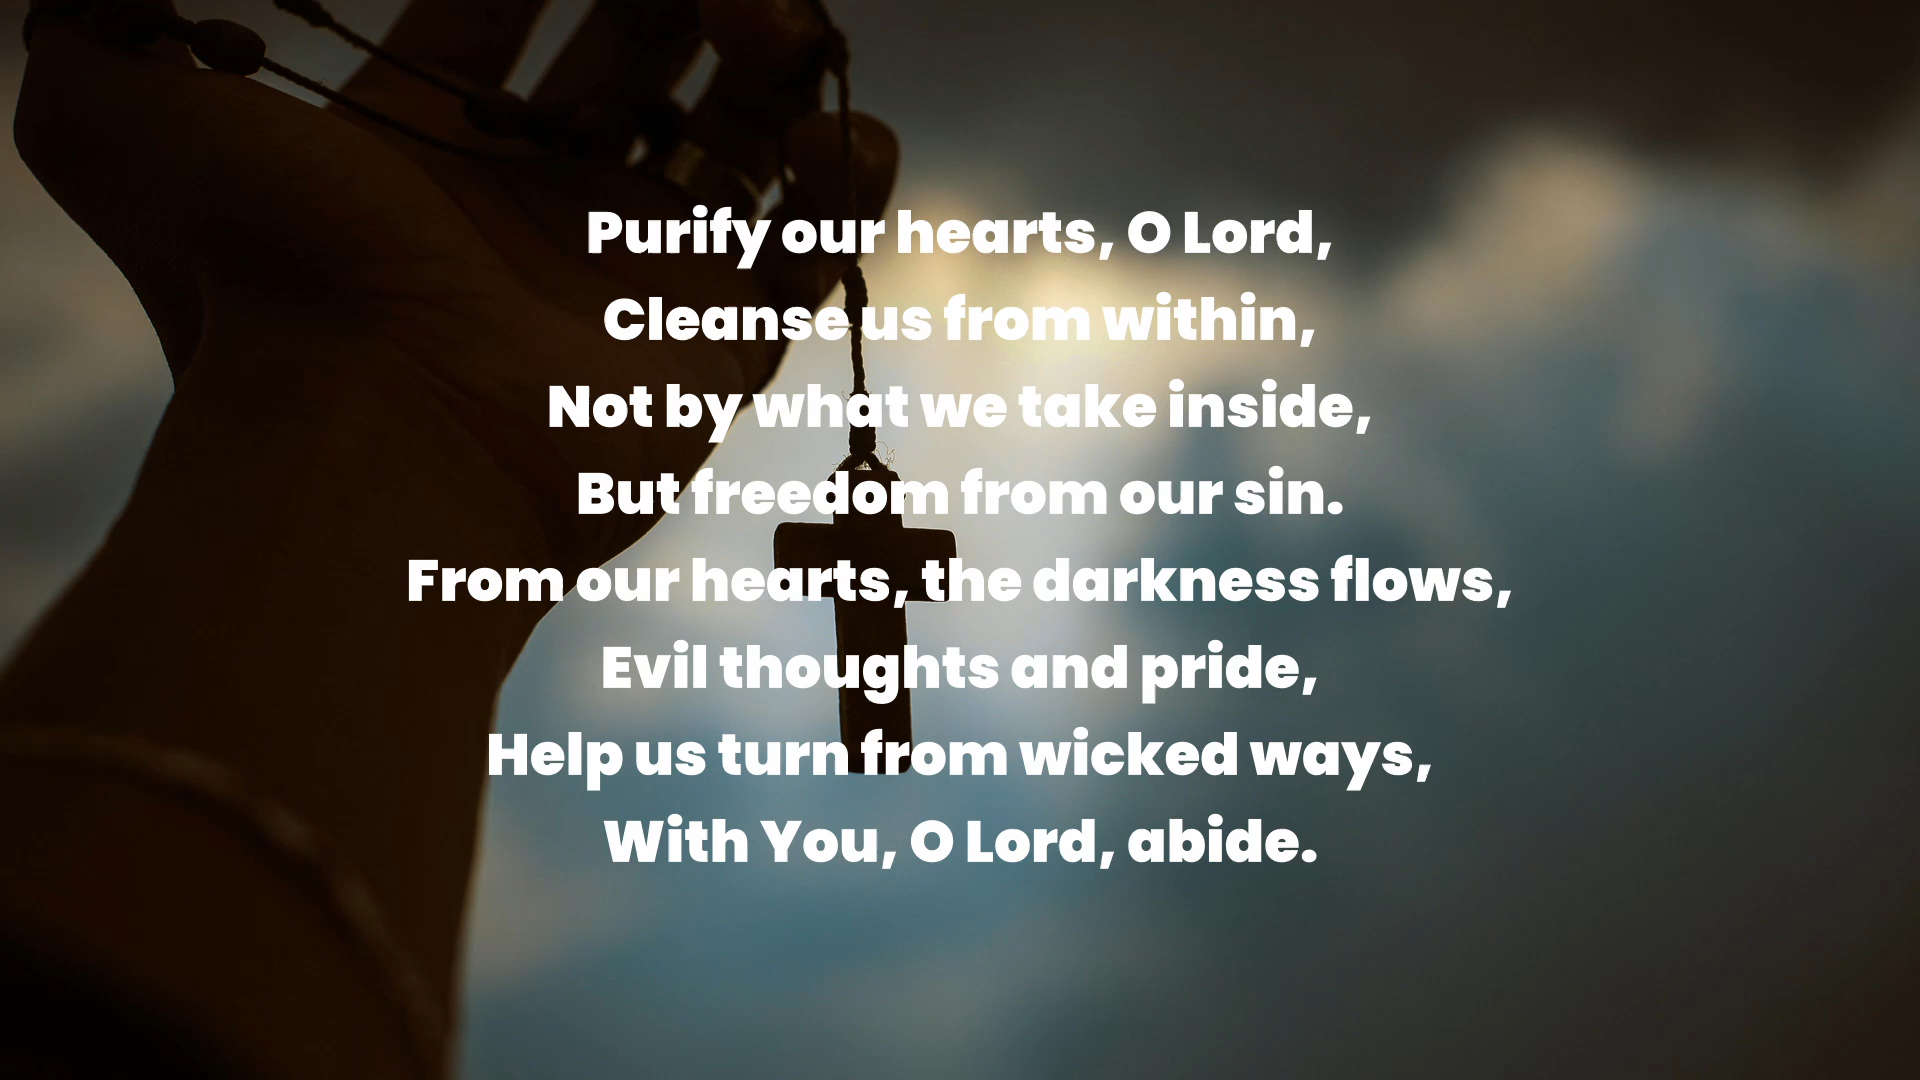 Purify our hearts, O Lord,
Cleanse us from within,
Not by what we take inside,
But freedom from our sin.
From our hearts, the darkness flows,
Evil thoughts and pride,
Help us turn from wicked ways,
With You, O Lord, abide.